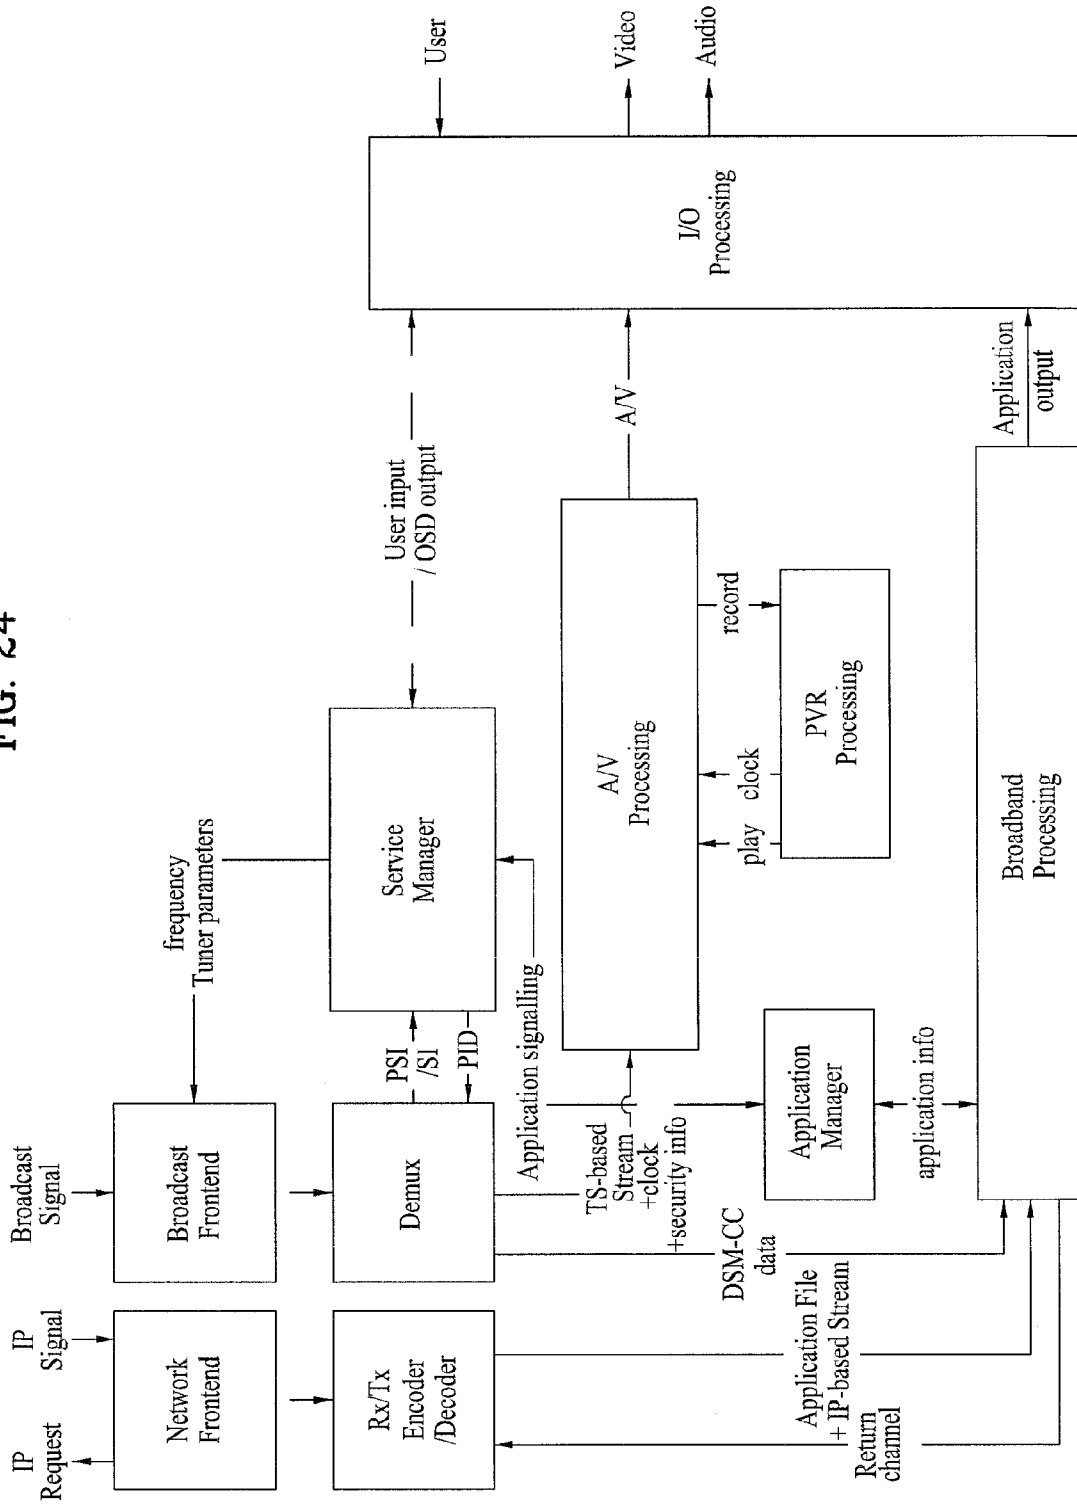 FIG. 24
IP
Request
IP
Signal
Broadcast
Signal
Network
Frontend
Broadcast
Frontend
frequency
Tuner parameters
Rx/Tx
Encoder
/Decoder
Demux
PSI
/SI
PID
Service
Manager
User input
/ OSD output
User
Video
Audio
I/O
Processing
Application signalling
TS-based
Stream
+clock
+security info
A/V
Processing
A/V
play
clock
record
PVR
Processing
DSM-CC
data
Application
Manager
application info
Application File
+ IP-based Stream
Return
channel
Broadband
Processing
Application
output